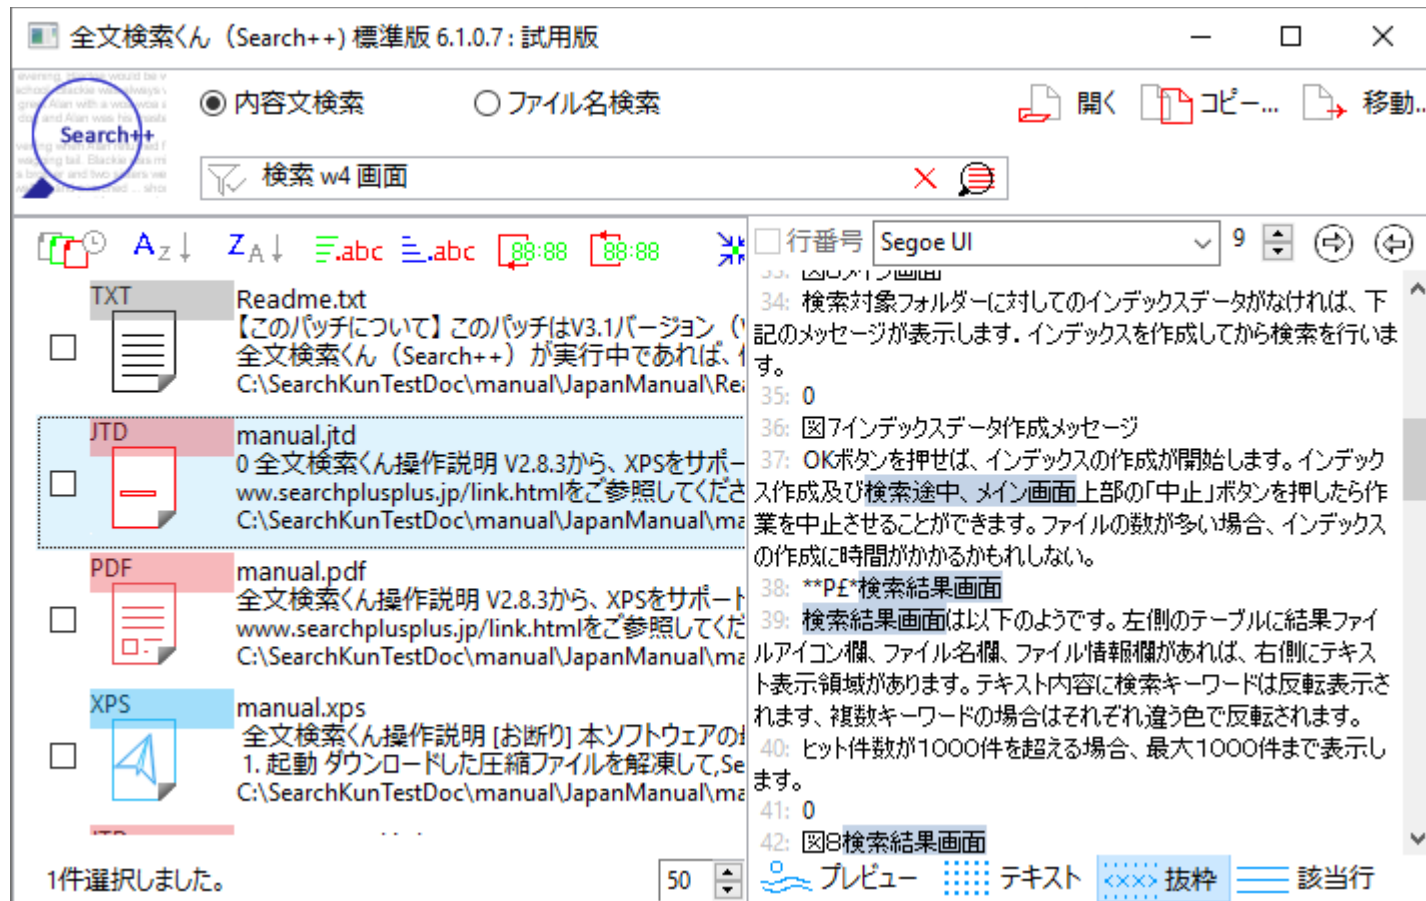 全文検索くん（Search++) 標準版 6.1.0.7 : 試用版
Search++
内容文検索
ファイル名検索
開く
コピー...
移動..
検索 w4 画面
行番号
Segoe UI
9
TXT
Readme.txt
【このパッチについて】 このパッチはV3.1バージョン（
全文検索くん（Search++）が実行中であれば、
C:\SearchKunTestDoc\manual\JapanManual\Rea
JTD
manual.jtd
0 全文検索くん操作説明 V2.8.3から、XPSをサポー
ww.searchplusplus.jp/link.htmlをご参照してくださ
C:\SearchKunTestDoc\manual\JapanManual\ma
PDF
manual.pdf
全文検索くん操作説明 V2.8.3から、XPSをサポート
www.searchplusplus.jp/link.htmlをご参照してくだ
C:\SearchKunTestDoc\manual\JapanManual\ma
XPS
manual.xps
全文検索くん操作説明 [お断り] 本ソフトウェアの
1. 起動 ダウンロードした圧縮ファイルを解凍して,Se
C:\SearchKunTestDoc\manual\JapanManual\ma
1件選択しました。
50
34: 検索対象フォルダーに対してのインデックスデータがなければ、下
記のメッセージが表示します．インデックスを作成してから検索を行いま
す。
35: 0
36: 図7インデックスデータ作成メッセージ
37: OKボタンを押せば、インデックスの作成が開始します。インデック
ス作成及び検索途中、メイン画面上部の「中止」ボタンを押したら作
業を中止させることができます。ファイルの数が多い場合、インデックス
の作成に時間がかかるかもれしない。
38: **P£*検索結果画面
39: 検索結果画面は以下のようです。左側のテーブルに結果ファイ
ルアイコン欄、ファイル名欄、ファイル情報欄があれば、右側にテキス
ト表示領域があります。テキスト内容に検索キーワードは反転表示さ
れます、複数キーワードの場合はそれぞれ違う色で反転されます。
40: ヒット件数が1000件を超える場合、最大1000件まで表示し
ます。
41: 0
42: 図8検索結果画面
プレビュー
テキスト
抜粋
該当行